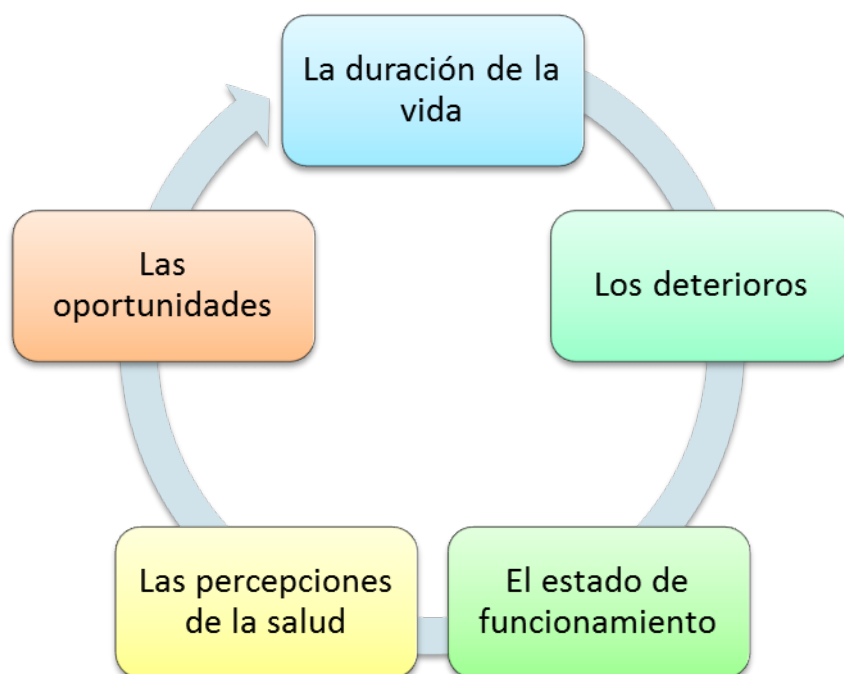 La duración de la
vida
Los deterioros
El estado de
funcionamiento
Las percepciones
de la salud
Las
oportunidades